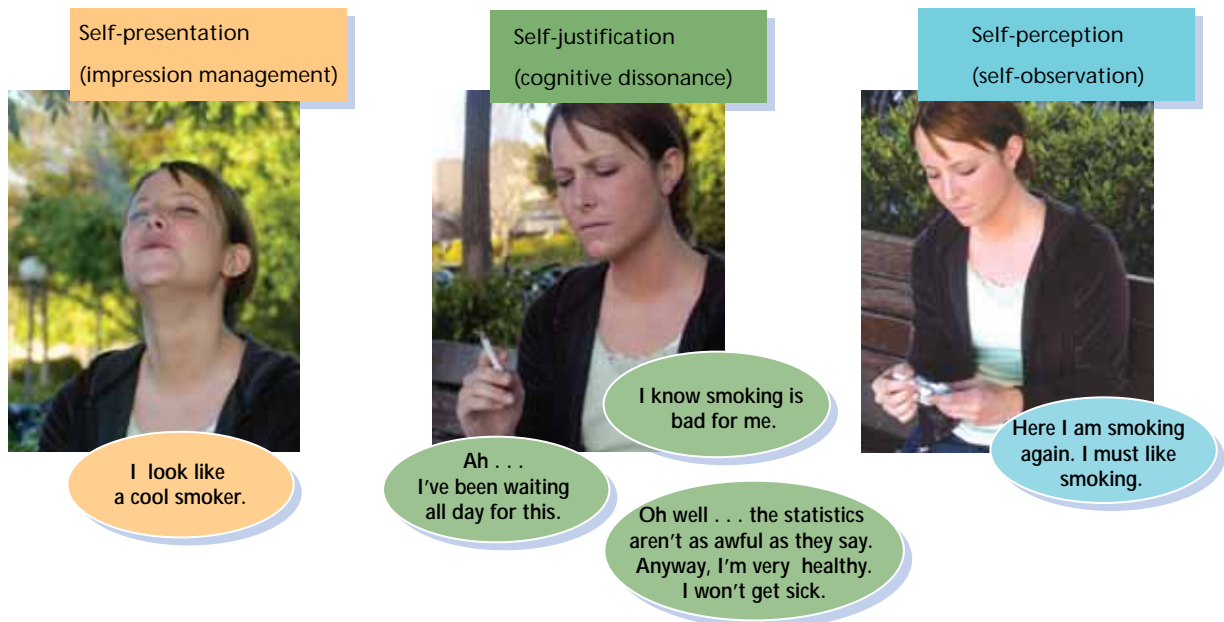 Self-presentation
(impression management)
Self-justification
(cognitive dissonance)
Self-perception
(self-observation)
I look like
a cool smoker.
I know smoking is
bad for me.
Ah . . .
I've been waiting
all day for this.
Oh well . . . the statistics
aren't as awful as they say.
Anyway, I'm very healthy.
I won't get sick.
Here I am smoking
again. I must like
smoking.